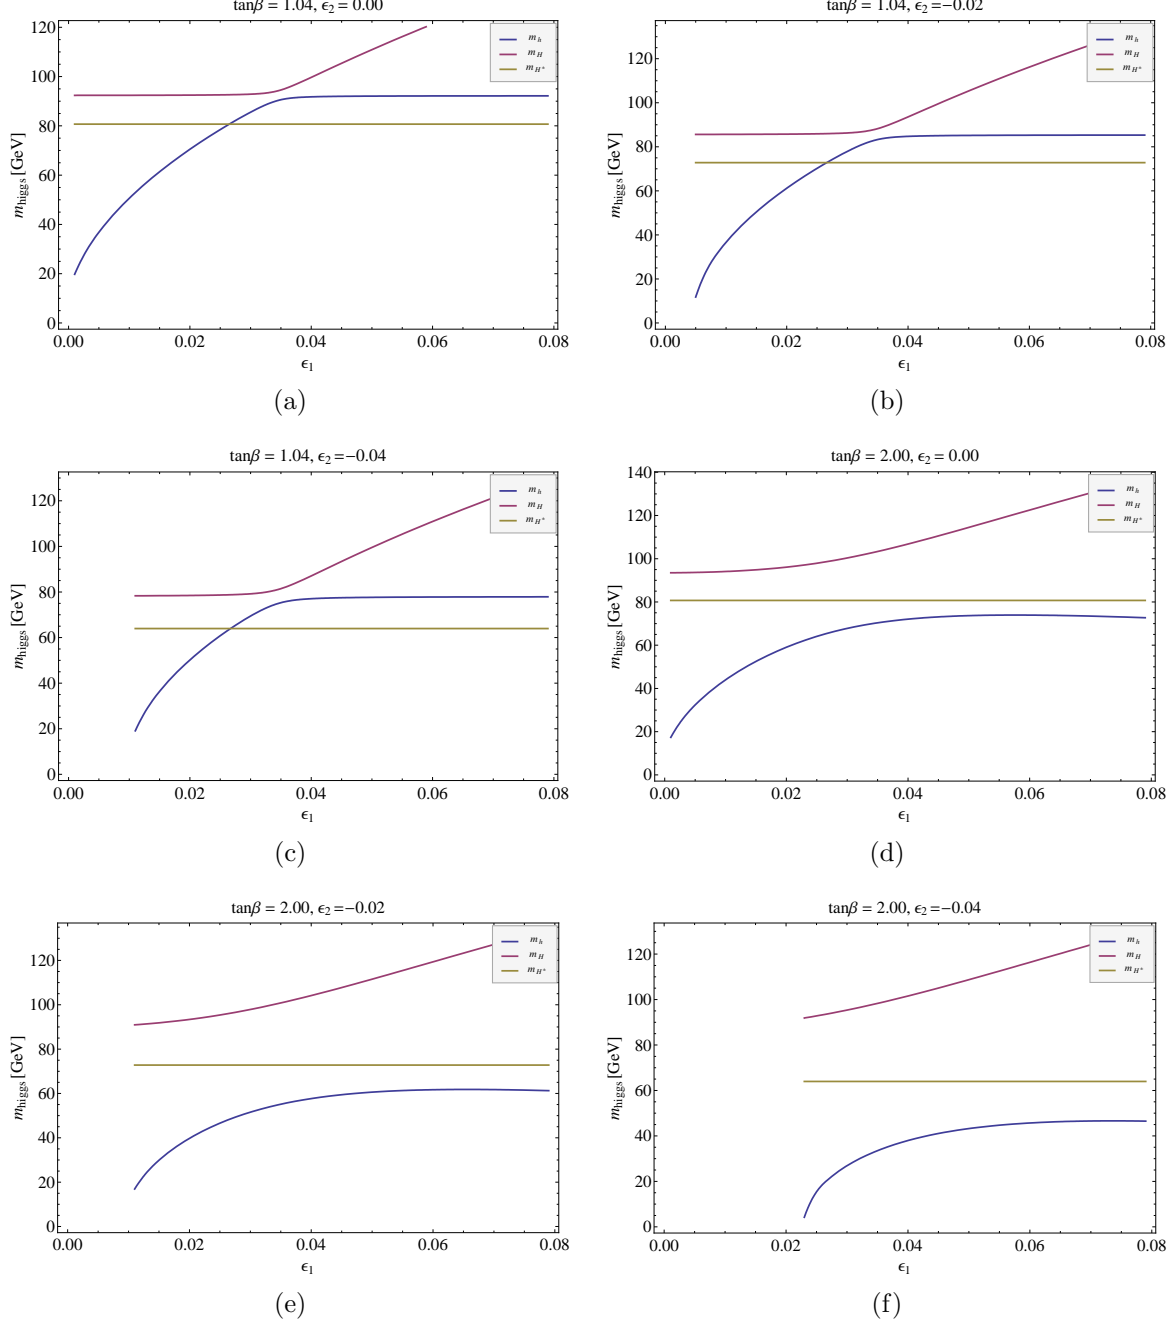 tanβ = 1.04, ϵ₂ = 0.00
m_higgs [GeV]
120
100
80
60
40
20
0
m_h
m_H
m_H⁺
0.00 0.02 0.04 0.06 0.08
ϵ₁
(a)
tanβ = 1.04, ϵ₂ =−0.02
m_higgs [GeV]
120
100
80
60
40
20
0
m_h
m_H
m_H⁺
0.00 0.02 0.04 0.06 0.08
ϵ₁
(b)
tanβ = 1.04, ϵ₂ =−0.04
m_higgs [GeV]
120
100
80
60
40
20
0
m_h
m_H
m_H⁺
0.00 0.02 0.04 0.06 0.08
ϵ₁
(c)
tanβ = 2.00, ϵ₂ = 0.00
m_higgs [GeV]
140
120
100
80
60
40
20
0
m_h
m_H
m_H⁺
0.00 0.02 0.04 0.06 0.08
ϵ₁
(d)
tanβ = 2.00, ϵ₂ =−0.02
m_higgs [GeV]
120
100
80
60
40
20
0
m_h
m_H
m_H⁺
0.00 0.02 0.04 0.06 0.08
ϵ₁
(e)
tanβ = 2.00, ϵ₂ =−0.04
m_higgs [GeV]
120
100
80
60
40
20
0
m_h
m_H
m_H⁺
0.00 0.02 0.04 0.06 0.08
ϵ₁
(f)